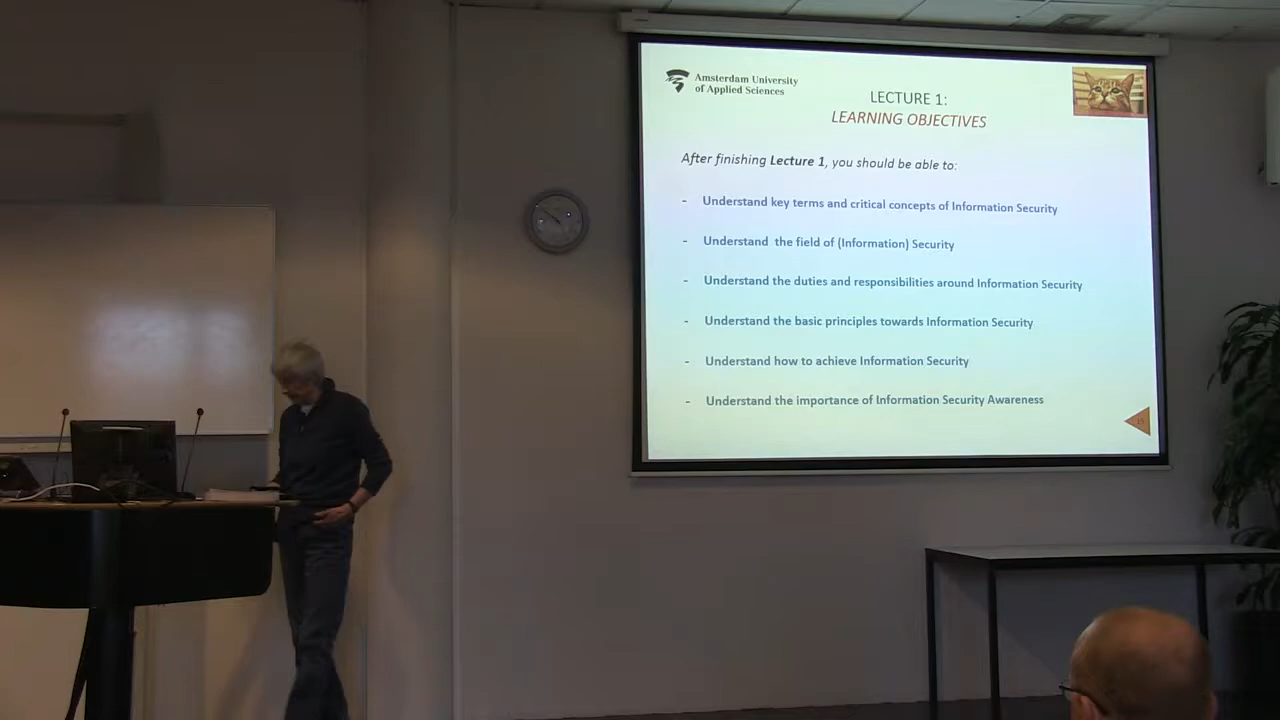 Amsterdam University
of Applied Sciences
LECTURE 1:
LEARNING OBJECTIVES
After finishing Lecture 1, you should be able to:
- Understand key terms and critical concepts of Information Security
- Understand the field of (Information) Security
- Understand the duties and responsibilities around Information Security
- Understand the basic principles towards Information Security
- Understand how to achieve Information Security
- Understand the importance of Information Security Awareness